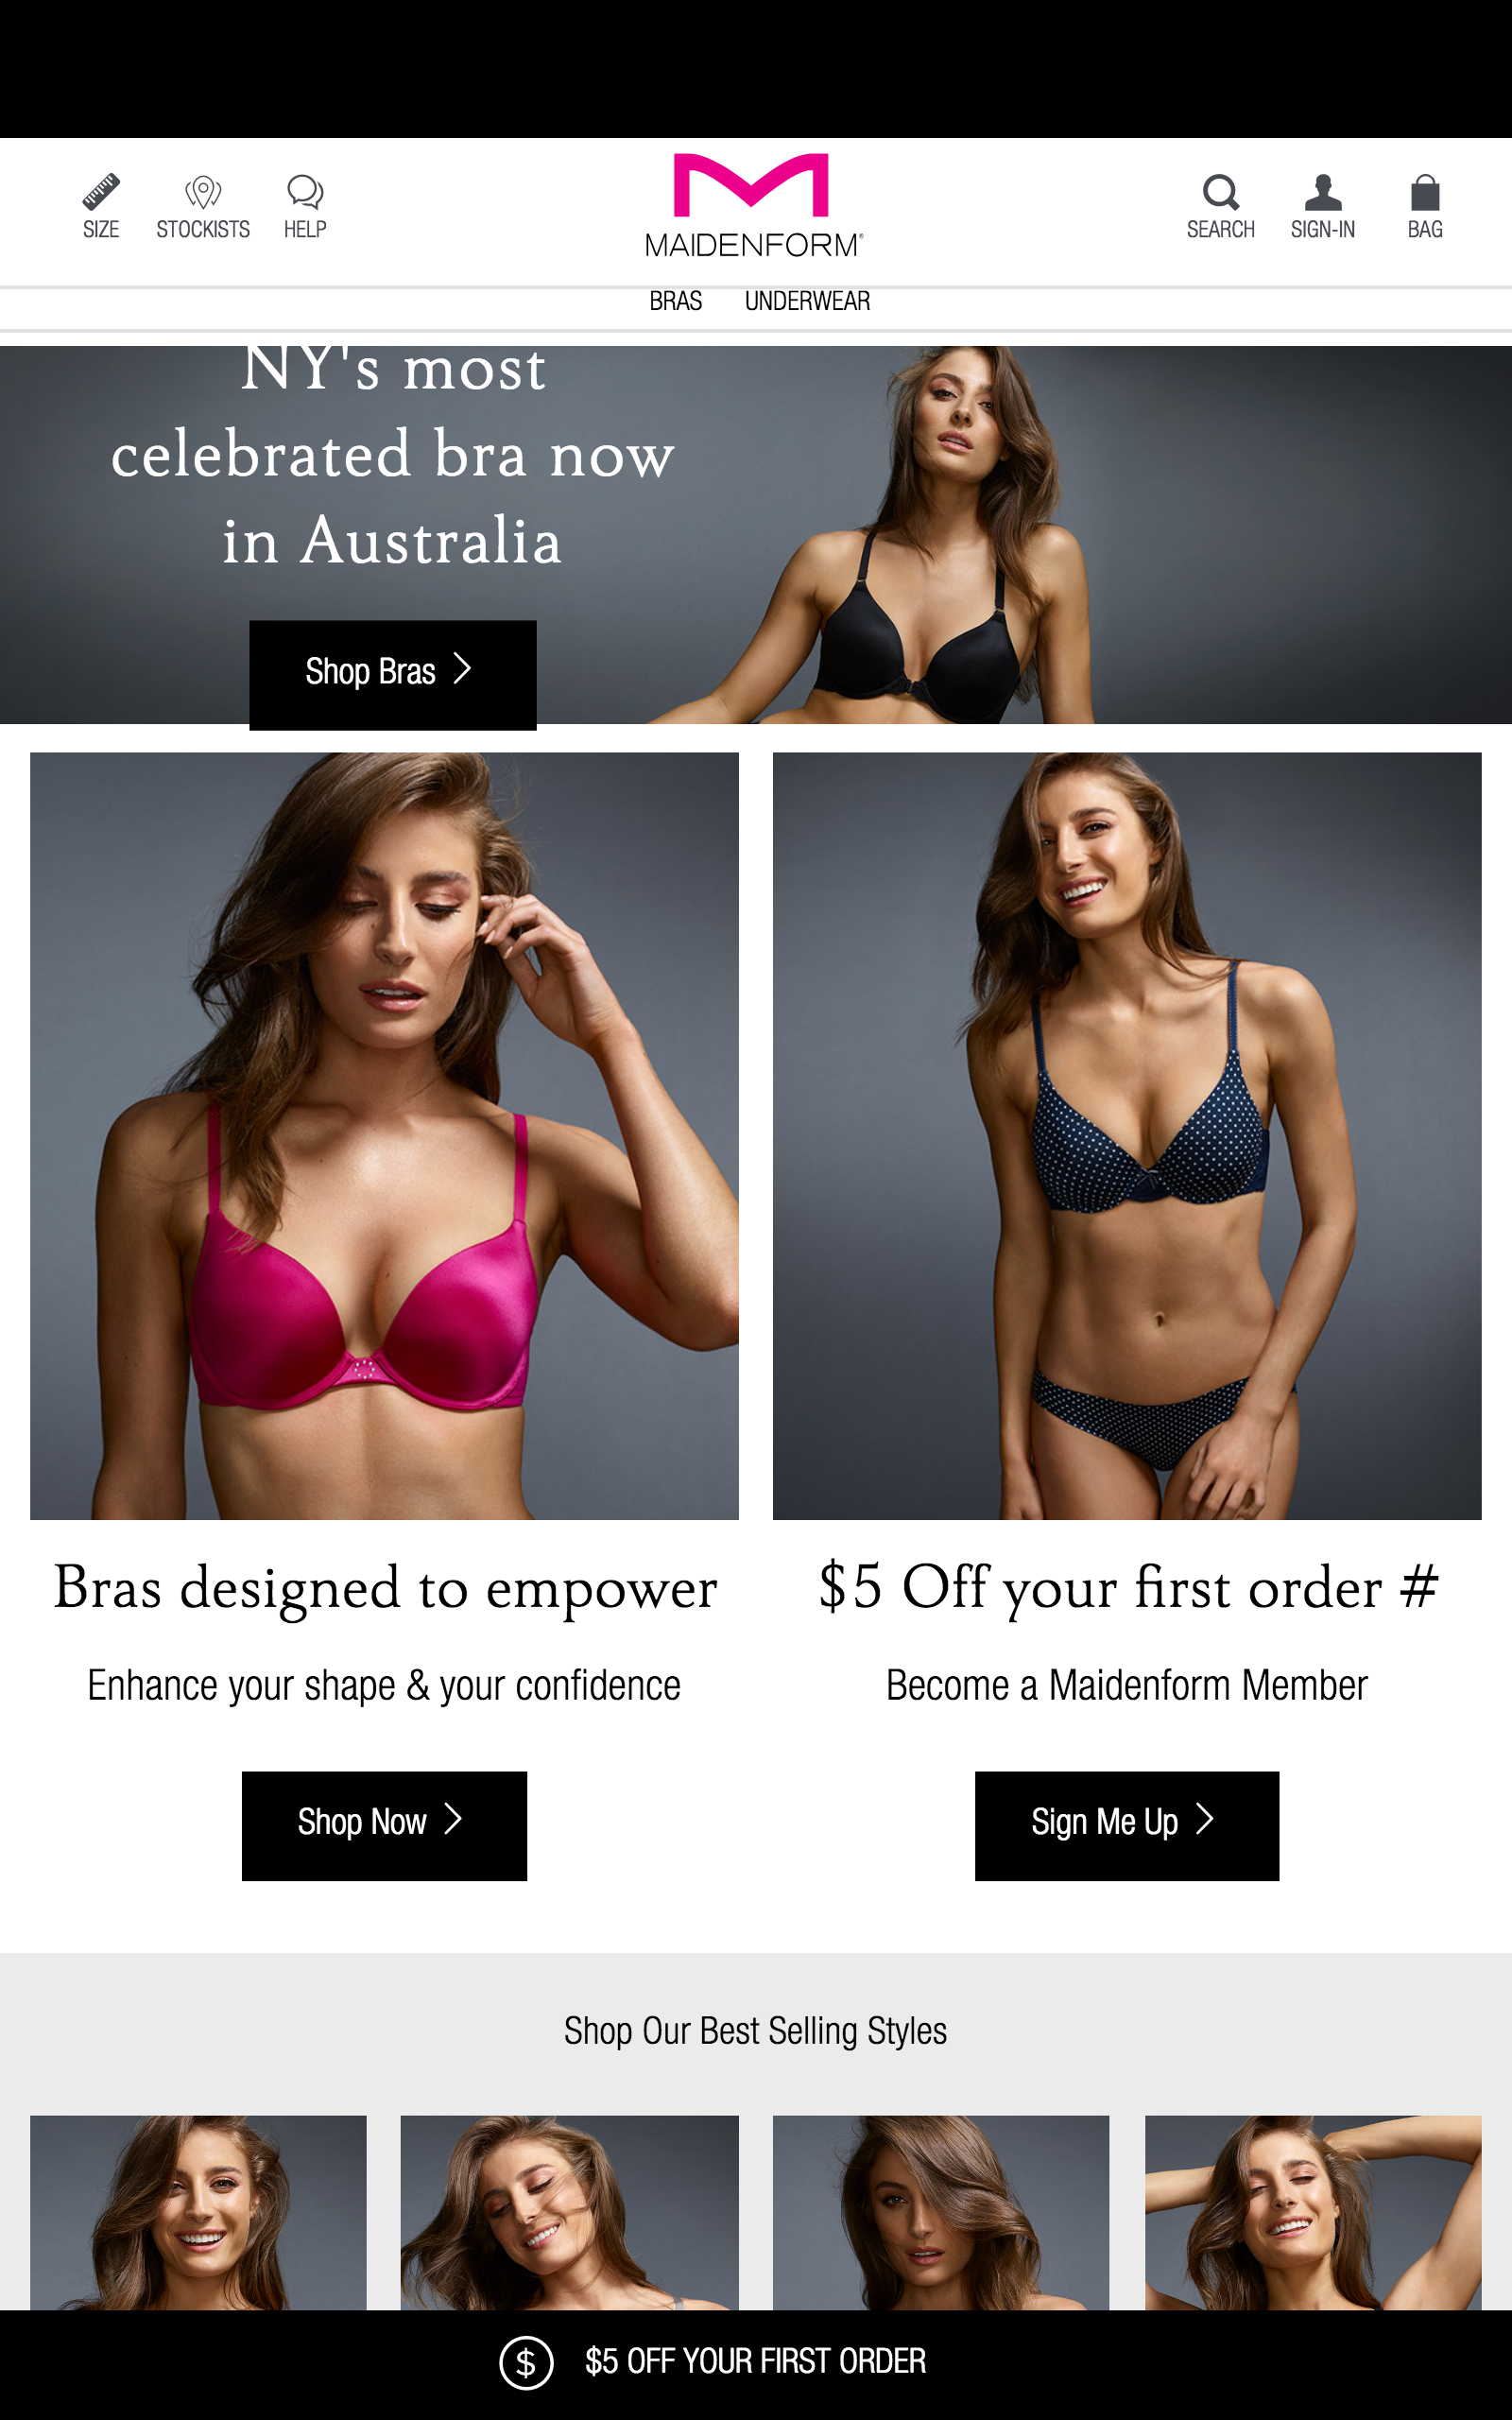 SIZE
STOCKISTS
HELP
MAIDENFORM®
SEARCH
SIGN-IN
BAG
BRAS
UNDERWEAR
NY's most
celebrated bra now
in Australia
Shop Bras
Bras designed to empower
Enhance your shape & your confidence
Shop Now
$5 Off your first order #
Become a Maidenform Member
Sign Me Up
Shop Our Best Selling Styles
$ $5 OFF YOUR FIRST ORDER